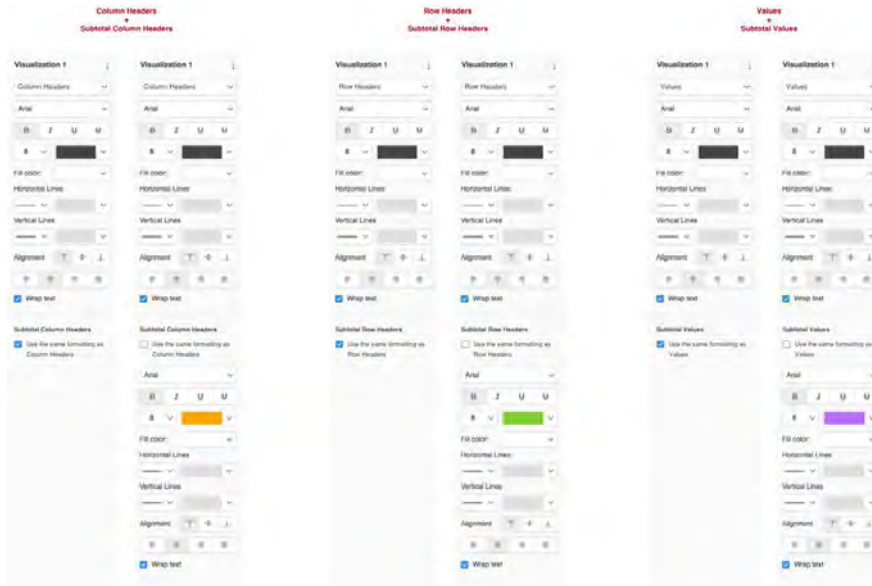 Column Headers
+
Subtotal Column Headers
Visualization 1
Column Headers
Arial
B I U U
8
Fill color:
Horizontal Lines
Vertical Lines
Alignment
Wrap text
Subtotal Column Headers
Use the same formatting as
Column Headers
Visualization 1
Column Headers
Arial
B I U U
8
Fill color:
Horizontal Lines
Vertical Lines
Alignment
Wrap text
Subtotal Column Headers
Use the same formatting as
Column Headers
Arial
B I U U
8
Fill color:
Horizontal Lines
Vertical Lines
Alignment
Wrap text
Row Headers
+
Subtotal Row Headers
Visualization 1
Row Headers
Arial
B I U U
8
Fill color:
Horizontal Lines
Vertical Lines
Alignment
Wrap text
Subtotal Row Headers
Use the same formatting as
Row Headers
Visualization 1
Row Headers
Arial
B I U U
8
Fill color:
Horizontal Lines
Vertical Lines
Alignment
Wrap text
Subtotal Row Headers
Use the same formatting as
Row Headers
Arial
B I U U
8
Fill color:
Horizontal Lines
Vertical Lines
Alignment
Wrap text
Values
+
Subtotal Values
Visualization 1
Values
Arial
B I U U
8
Fill color:
Horizontal Lines
Vertical Lines
Alignment
Wrap text
Subtotal Values
Use the same formatting as
Values
Visualization 1
Values
Arial
B I U U
8
Fill color:
Horizontal Lines
Vertical Lines
Alignment
Wrap text
Subtotal Values
Use the same formatting as
Values
Arial
B I U U
8
Fill color:
Horizontal Lines
Vertical Lines
Alignment
Wrap text